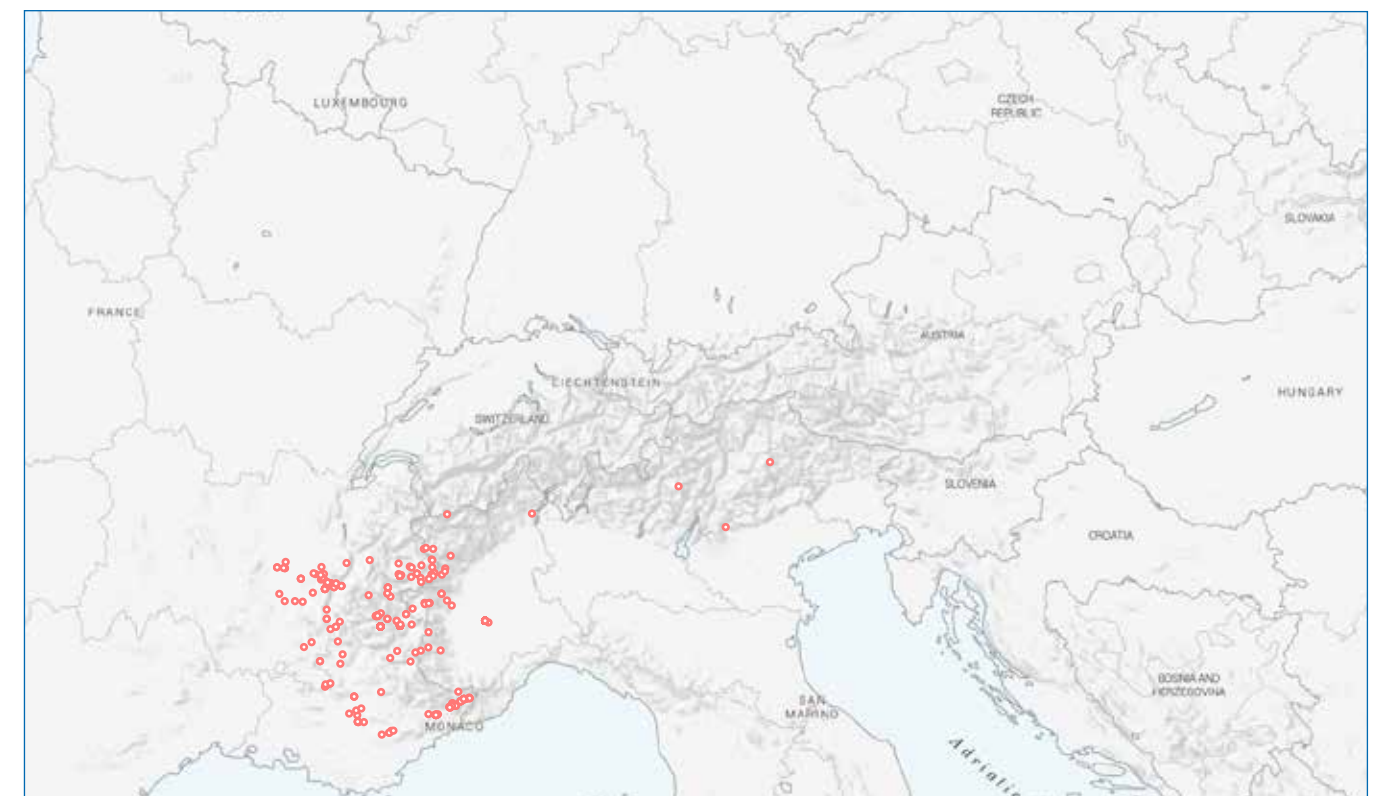 LUXEMBOURG
CZECH
REPUBLIC
SLOVAKIA
FRANCE
AUSTRIA
LIECHTENSTEIN
HUNGARY
SWITZERLAND
SLOVENIA
CROATIA
BOSNIA AND
HERZEGOVINA
SAN
MARINO
MONACO
Adriatic